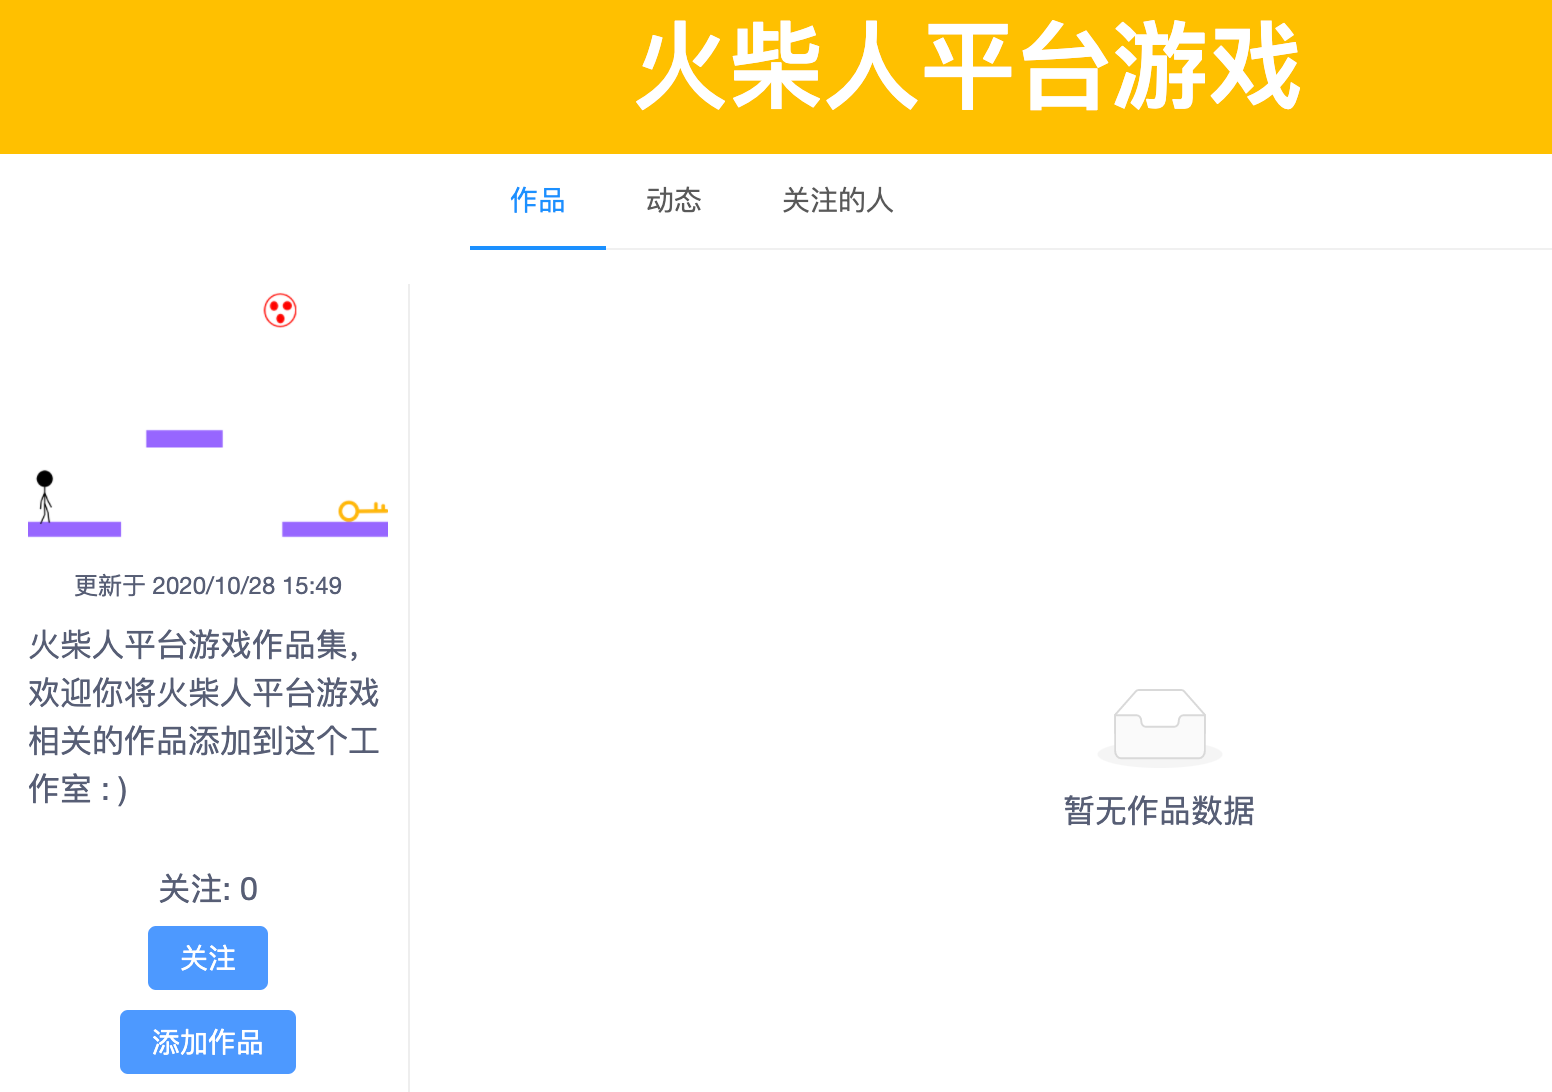 火柴人平台游戏
作品
动态
关注的人
更新于 2020/10/28 15:49
火柴人平台游戏作品集，
欢迎你将火柴人平台游戏
相关的作品添加到这个工
作室 : )
关注: 0
关注
添加作品
暂无作品数据